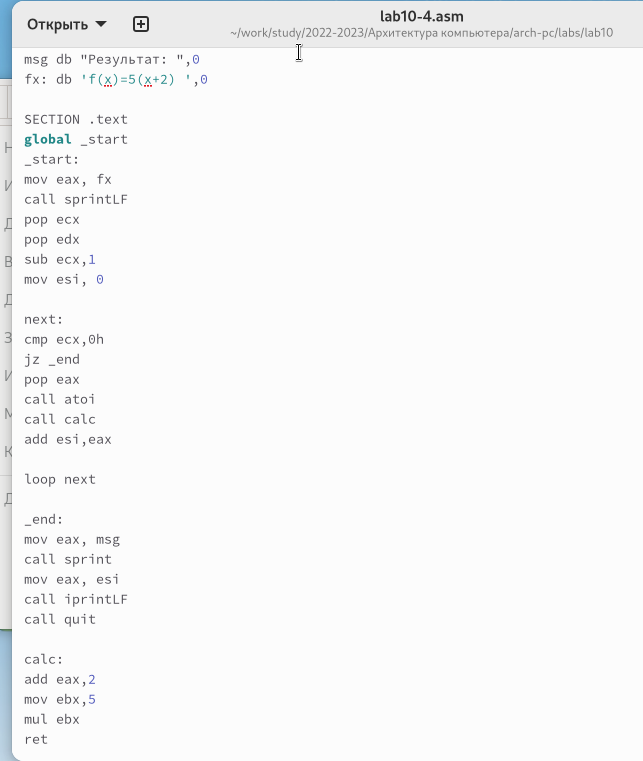 Открыть
lab10-4.asm
~/work/study/2022-2023/Архитектура компьютера/arch-pc/labs/lab10
msg db "Результат: ",0
fx: db 'f(x)=5(x+2) ',0
SECTION .text
global _start
_start:
mov eax, fx
call sprintLF
pop ecx
pop edx
sub ecx,1
mov esi, 0
next:
cmp ecx,0h
jz _end
pop eax
call atoi
call calc
add esi,eax
loop next
_end:
mov eax, msg
call sprint
mov eax, esi
call iprintLF
call quit
calc:
add eax,2
mov ebx,5
mul ebx
ret